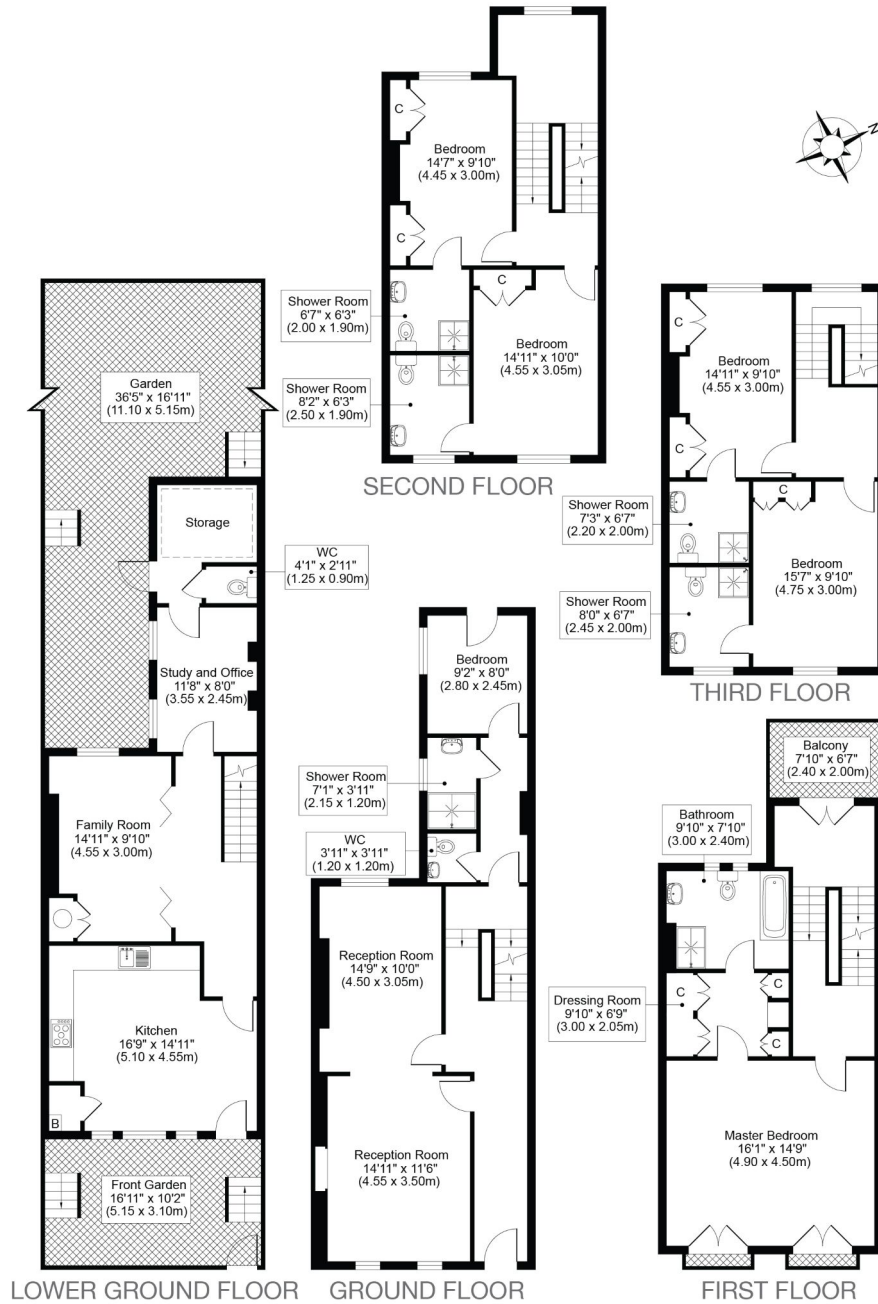 C
Bedroom
14'7" x 9'10"
(4.45 x 3.00m)
C
Shower Room
6'7" x 6'3"
(2.00 x 1.90m)
C
Bedroom
14'11" x 10'0"
(4.55 x 3.05m)
Shower Room
8'2" x 6'3"
(2.50 x 1.90m)
SECOND FLOOR
N
C
Bedroom
14'11" x 9'10"
(4.55 x 3.00m)
C
Shower Room
7'3" x 6'7"
(2.20 x 2.00m)
C
Bedroom
15'7" x 9'10"
(4.75 x 3.00m)
Shower Room
8'0" x 6'7"
(2.45 x 2.00m)
THIRD FLOOR
Garden
36'5" x 16'11"
(11.10 x 5.15m)
Storage
WC
4'1" x 2'11"
(1.25 x 0.90m)
Study and Office
11'8" x 8'0"
(3.55 x 2.45m)
Family Room
14'11" x 9'10"
(4.55 x 3.00m)
Kitchen
16'9" x 14'11"
(5.10 x 4.55m)
B
Front Garden
16'11" x 10'2"
(5.15 x 3.10m)
LOWER GROUND FLOOR
Bedroom
9'2" x 8'0"
(2.80 x 2.45m)
Shower Room
7'1" x 3'11"
(2.15 x 1.20m)
WC
3'11" x 3'11"
(1.20 x 1.20m)
Reception Room
14'9" x 10'0"
(4.50 x 3.05m)
Reception Room
14'11" x 11'6"
(4.55 x 3.50m)
GROUND FLOOR
Balcony
7'10" x 6'7"
(2.40 x 2.00m)
Bathroom
9'10" x 7'10"
(3.00 x 2.40m)
Dressing Room
9'10" x 6'9"
(3.00 x 2.05m)
C
C
C
Master Bedroom
16'1" x 14'9"
(4.90 x 4.50m)
FIRST FLOOR